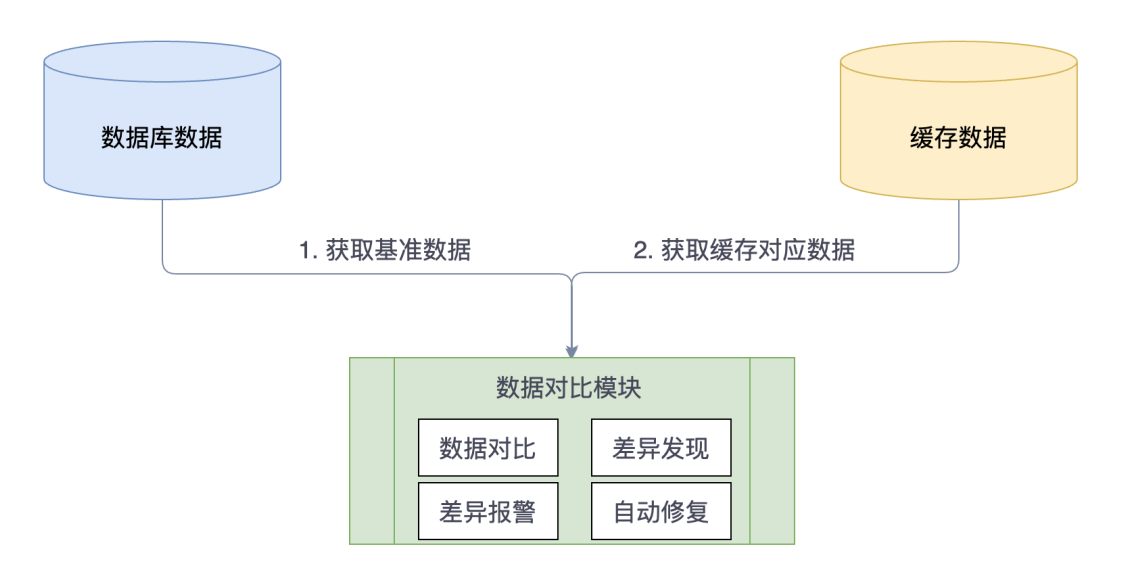 数据库数据
缓存数据
1. 获取基准数据
2. 获取缓存对应数据
数据对比模块
数据对比
差异发现
差异报警
自动修复